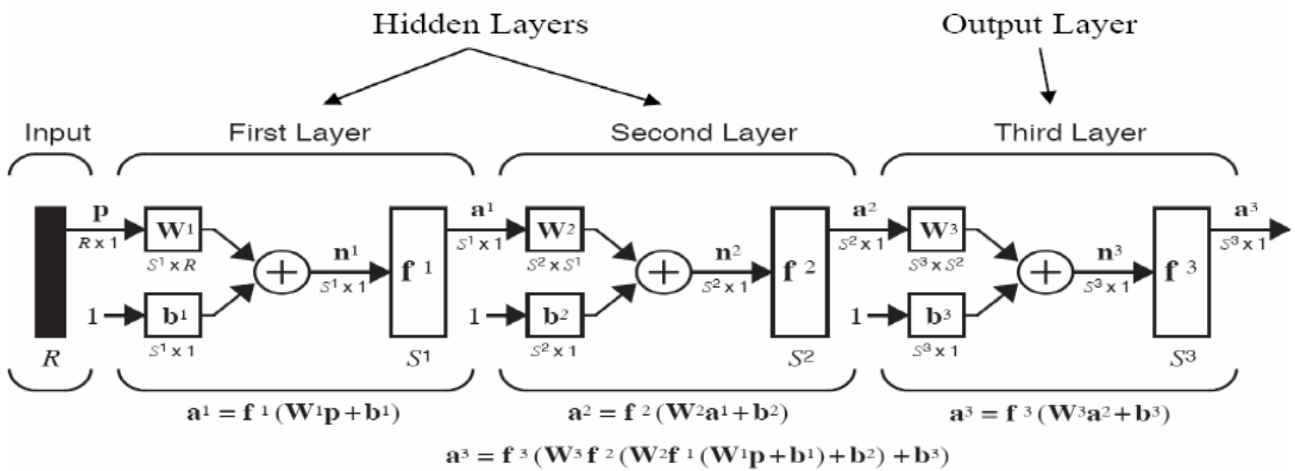 Hidden Layers Output Layer
Input First Layer Second Layer Third Layer
p a¹ a² a³
R x 1 W¹ S¹ x 1 W² S² x 1 W³ S³ x 1
S¹ x R n¹ f ¹ S² x S¹ n² f ² S³ x S² n³ f ³
S¹ x 1 S² x 1 S³ x 1
1 b¹ 1 b² 1 b³
S¹ x 1 S² x 1 S³ x 1
R S¹ S² S³
a¹ = f ¹ (W¹p + b¹) a² = f ² (W²a¹ + b²) a³ = f ³ (W³a² + b³)
a³ = f ³ (W³ f ² (W²f ¹ (W¹p + b¹) + b²) + b³)